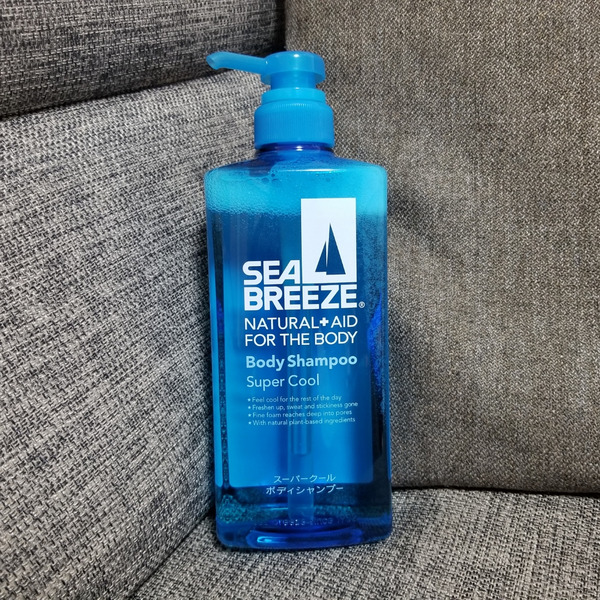 SEA
BREEZE®
NATURAL+AID
FOR THE BODY
Body Shampoo
Super Cool
• Feel cool for the rest of the day
• Freshen up, sweat and stickiness gone
• Fine foam reaches deep into pores
• With natural plant-based ingredients
スーパークール
ボディシャンプー